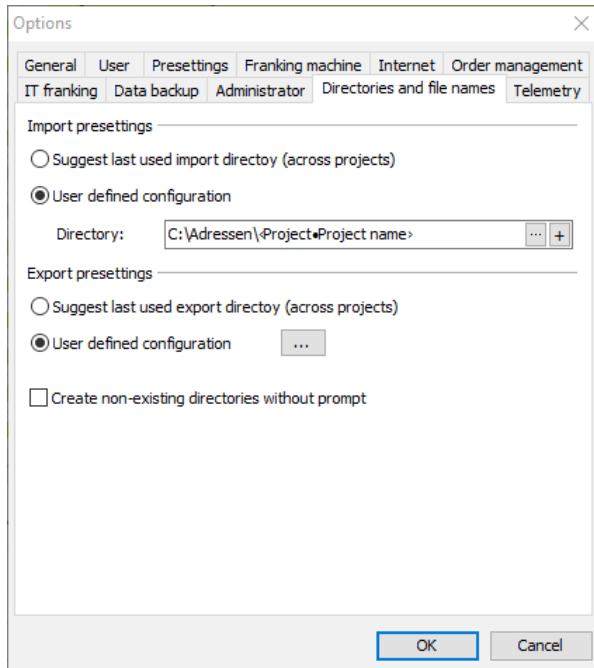 Options
General User Presettings Franking machine Internet Order management
IT franking Data backup Administrator Directories and file names Telemetry
Import presettings
Suggest last used import directoy (across projects)
User defined configuration
Directory: C:\Adressen\<Project•Project name> ... +
Export presettings
Suggest last used export directoy (across projects)
User defined configuration ...
Create non-existing directories without prompt
OK Cancel